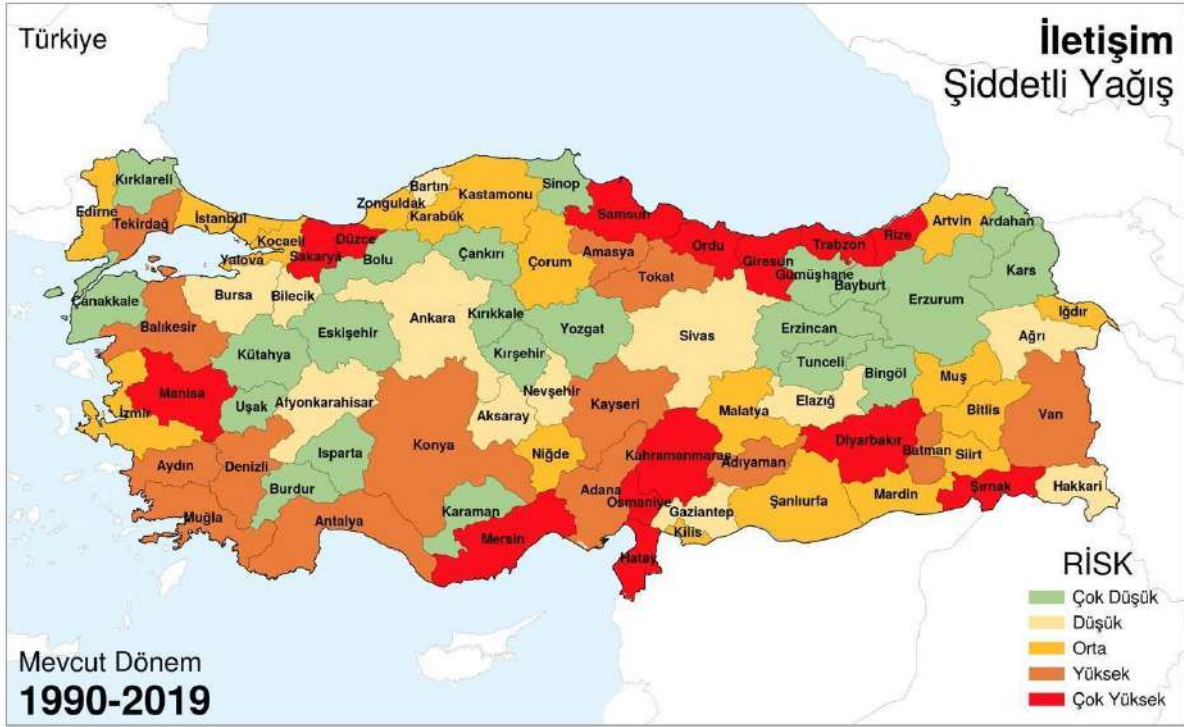 Türkiye
İletişim
Şiddetli Yağış
Kırklareli
Edirne
Tekirdağ
İstanbul
Kocaeli
Yalova
Sakarya
Düzce
Bolu
Zonguldak
Bartın
Karabük
Kastamonu
Sinop
Çankırı
Çorum
Samsun
Amasya
Tokat
Ordu
Giresun
Gümüşhane
Trabzon
Bayburt
Rize
Artvin
Ardahan
Kars
Erzurum
Iğdır
Ağrı
Çanakkale
Balıkesir
Bursa
Bilecik
Kütahya
Eskişehir
Ankara
Kırıkkale
Kırşehir
Yozgat
Sivas
Erzincan
Tunceli
Bingöl
Muş
Bitlis
Van
Manisa
İzmir
Uşak
Afyonkarahisar
Aksaray
Nevşehir
Kayseri
Malatya
Elazığ
Diyarbakır
Batman
Siirt
Aydın
Denizli
Isparta
Burdur
Konya
Niğde
Kahramanmaraş
Adıyaman
Şanlıurfa
Mardin
Şırnak
Hakkari
Muğla
Antalya
Karaman
Mersin
Adana
Osmaniye
Gaziantep
Kilis
Hatay
RİSK
Çok Düşük
Düşük
Orta
Yüksek
Çok Yüksek
Mevcut Dönem
1990-2019